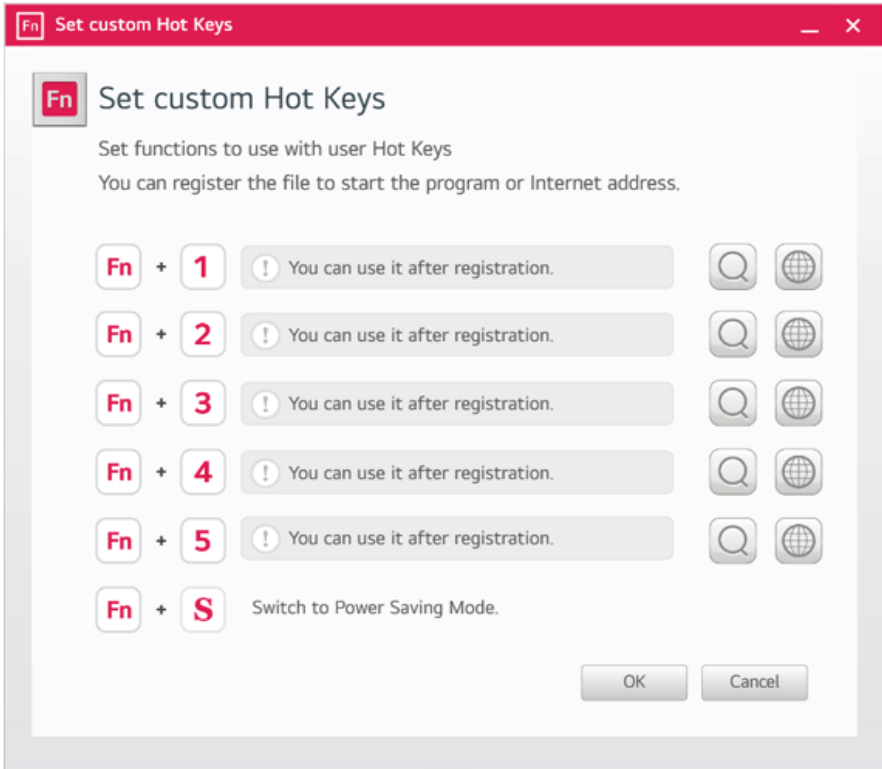 Fn Set custom Hot Keys
Fn Set custom Hot Keys
Set functions to use with user Hot Keys
You can register the file to start the program or Internet address.
Fn + 1 ! You can use it after registration.
Fn + 2 ! You can use it after registration.
Fn + 3 ! You can use it after registration.
Fn + 4 ! You can use it after registration.
Fn + 5 ! You can use it after registration.
Fn + S Switch to Power Saving Mode.
OK Cancel